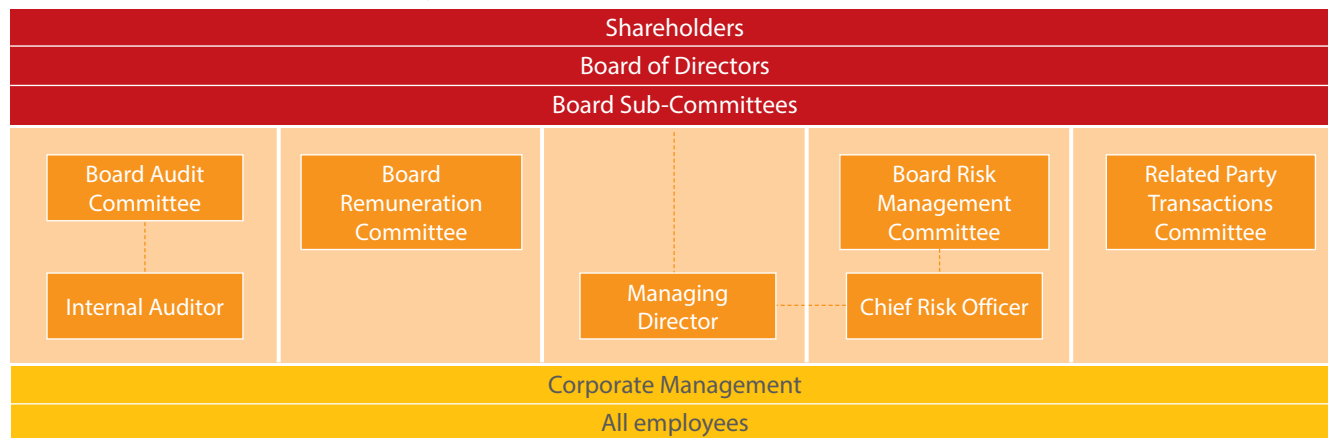 Shareholders
Board of Directors
Board Sub-Committees
Board Audit
Committee
Internal Auditor
Board
Remuneration
Committee
Managing
Director
Board Risk
Management
Committee
Chief Risk Officer
Related Party
Transactions
Committee
Corporate Management
All employees